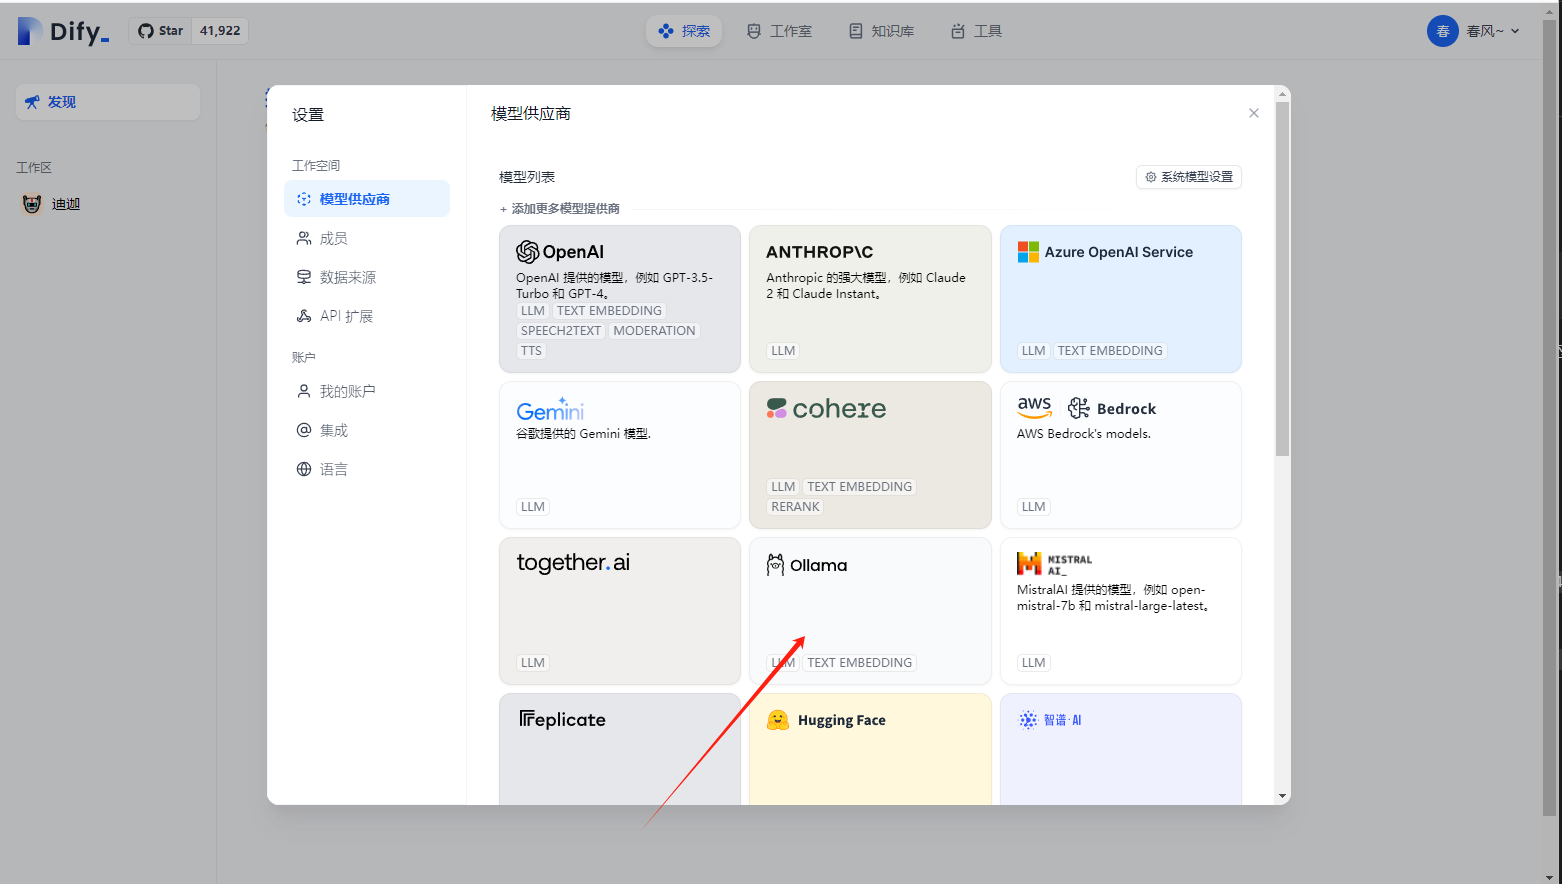 Dify_
Star 41,922
探索
工作室
知识库
工具
春 春风~
发现
工作区
迪迦
设置
工作空间
模型供应商
成员
数据来源
API 扩展
账户
我的账户
集成
语言
模型供应商
模型列表
系统模型设置
+ 添加更多模型提供商
OpenAI
OpenAI 提供的模型，例如 GPT-3.5-
Turbo 和 GPT-4。
LLM TEXT EMBEDDING
SPEECH2TEXT MODERATION
TTS
ANTHROP\C
Anthropic 的强大模型，例如 Claude
2 和 Claude Instant。
LLM
Azure OpenAI Service
LLM TEXT EMBEDDING
Gemini
谷歌提供的 Gemini 模型.
LLM
cohere
LLM TEXT EMBEDDING
RERANK
aws Bedrock
AWS Bedrock's models.
LLM
together.ai
LLM
Ollama
LLM TEXT EMBEDDING
MISTRAL
AI_
MistralAI 提供的模型，例如 open-
mistral-7b 和 mistral-large-latest。
LLM
Replicate
Hugging Face
智谱·AI